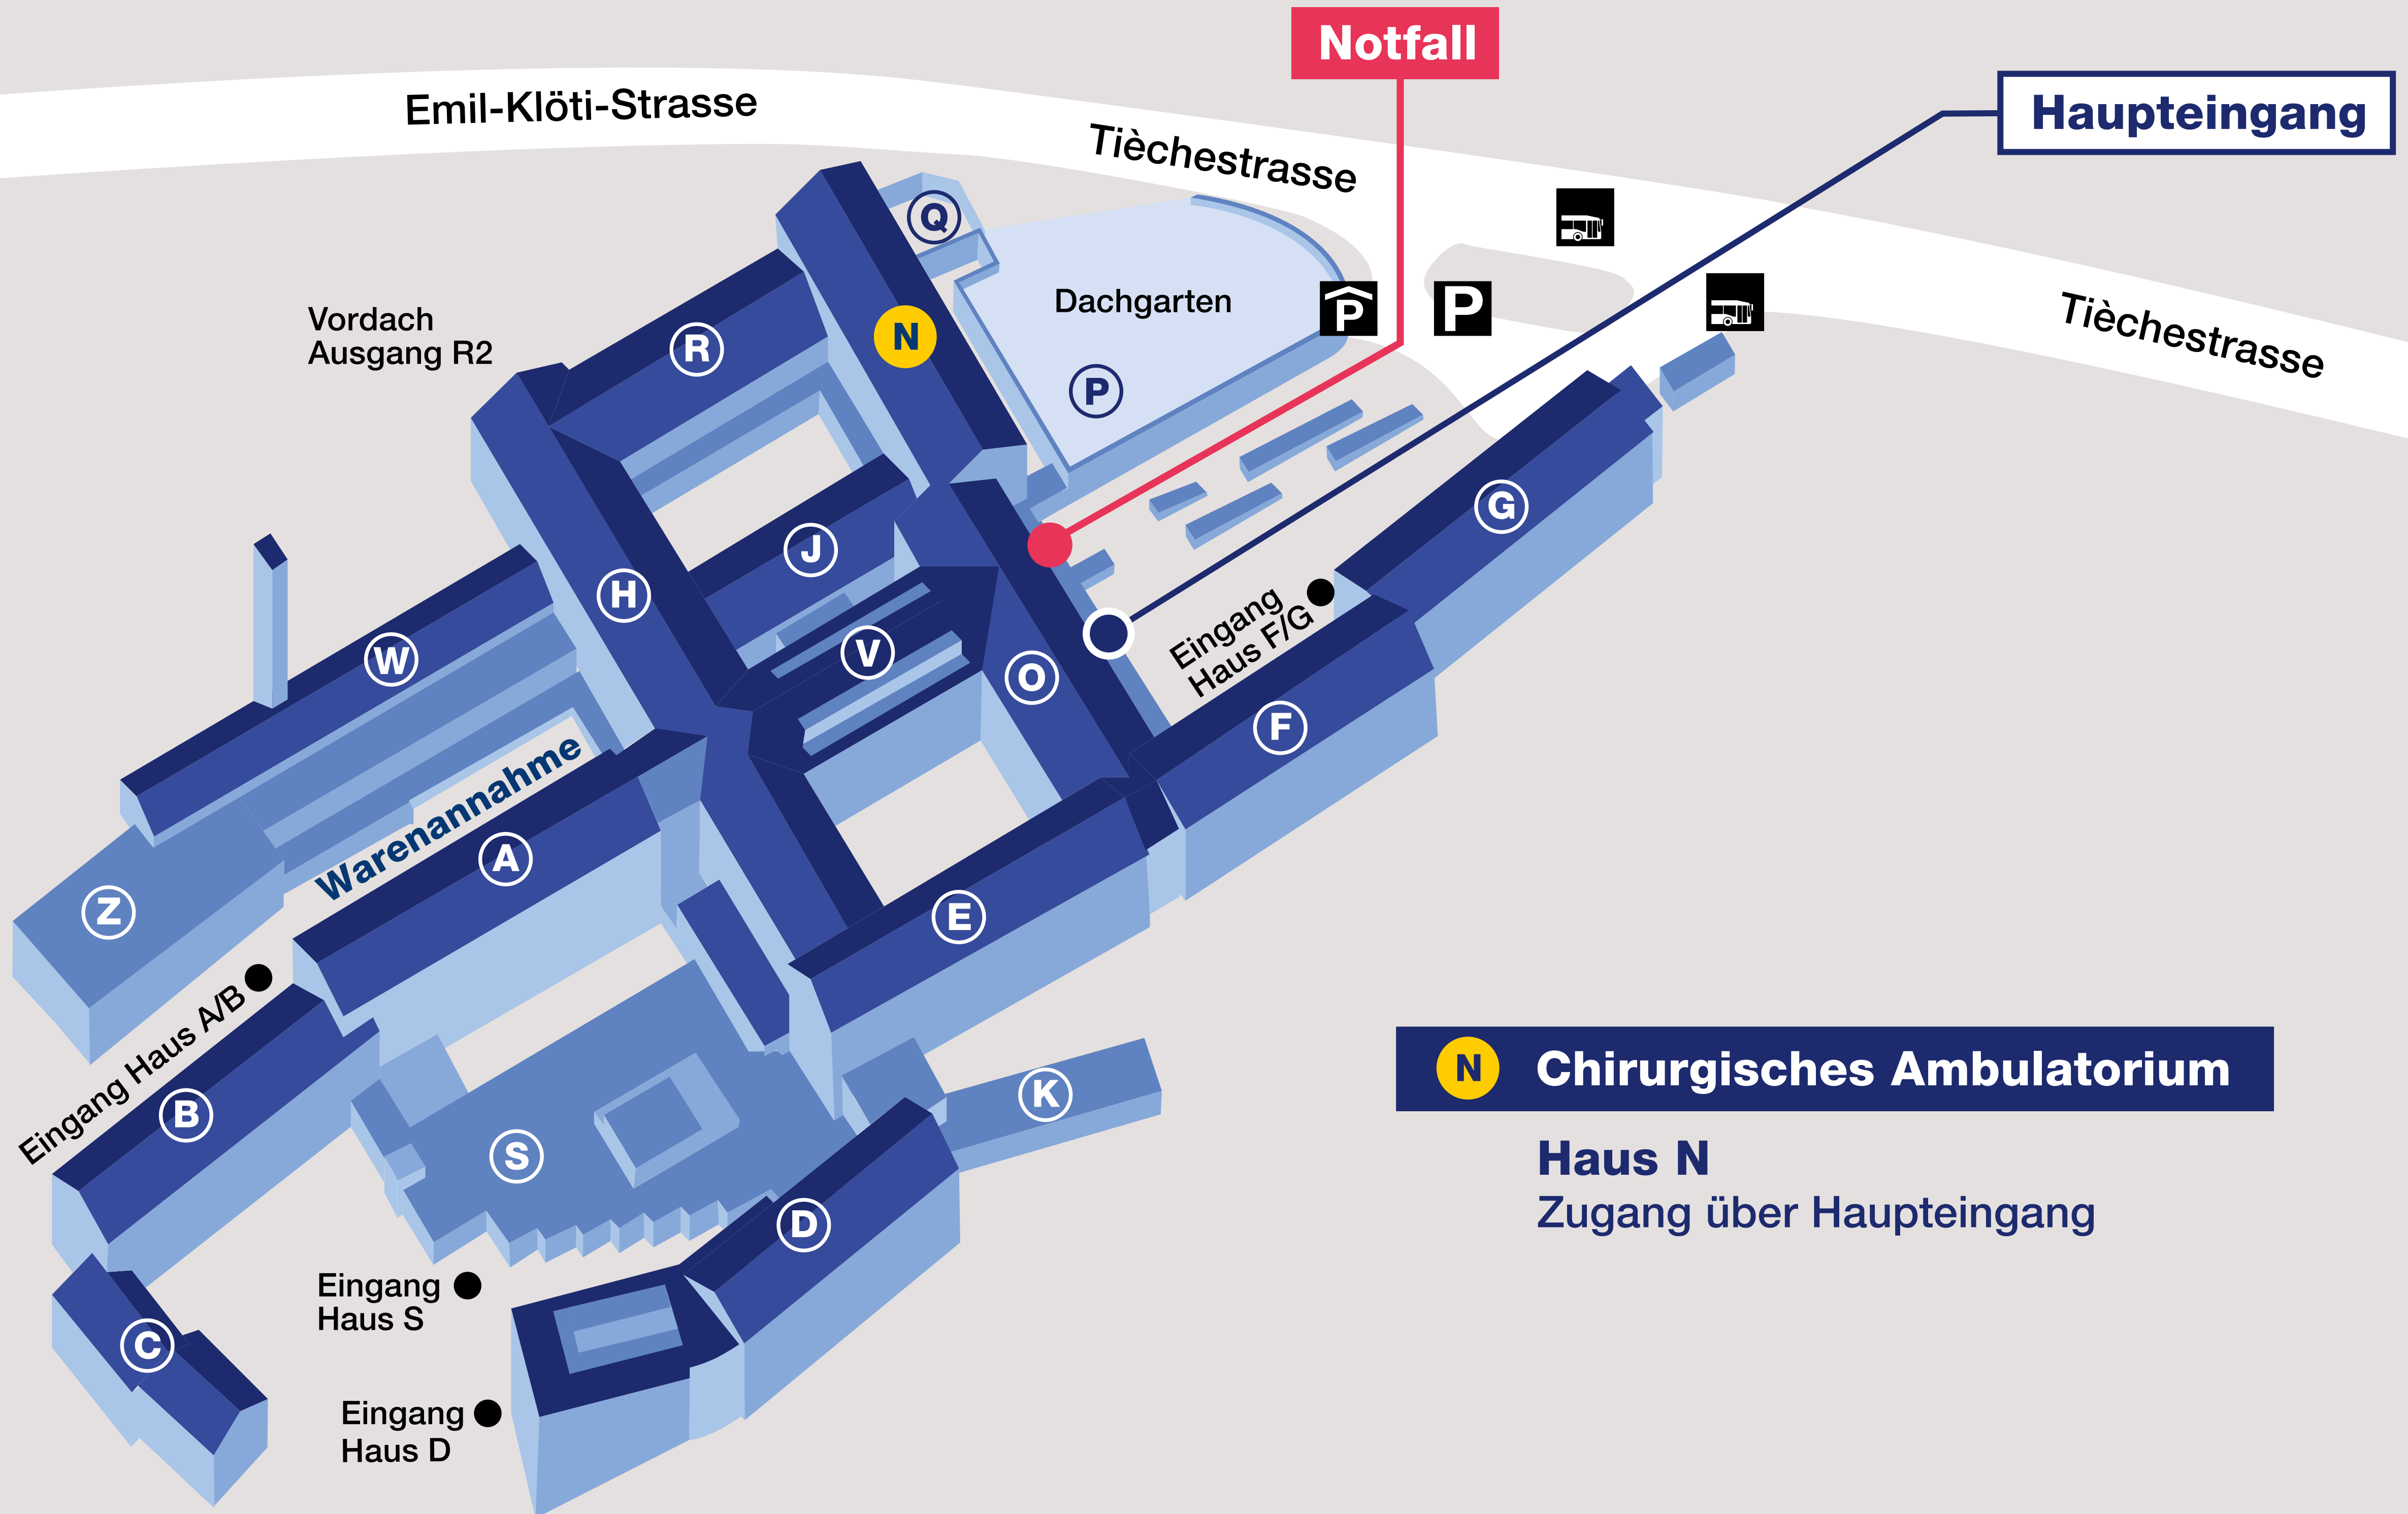 Notfall
Haupteingang
Emil-Klöti-Strasse
Tièchestrasse
Tièchestrasse
Q
Dachgarten
P
P
P
Vordach
Ausgang R2
R
N
G
J
H
W
V
O
Eingang
Haus F/G
F
Warenannahme
A
Z
E
Eingang Haus A/B
B
K
S
D
C
Eingang
Haus S
Eingang
Haus D
N Chirurgisches Ambulatorium
Haus N
Zugang über Haupteingang